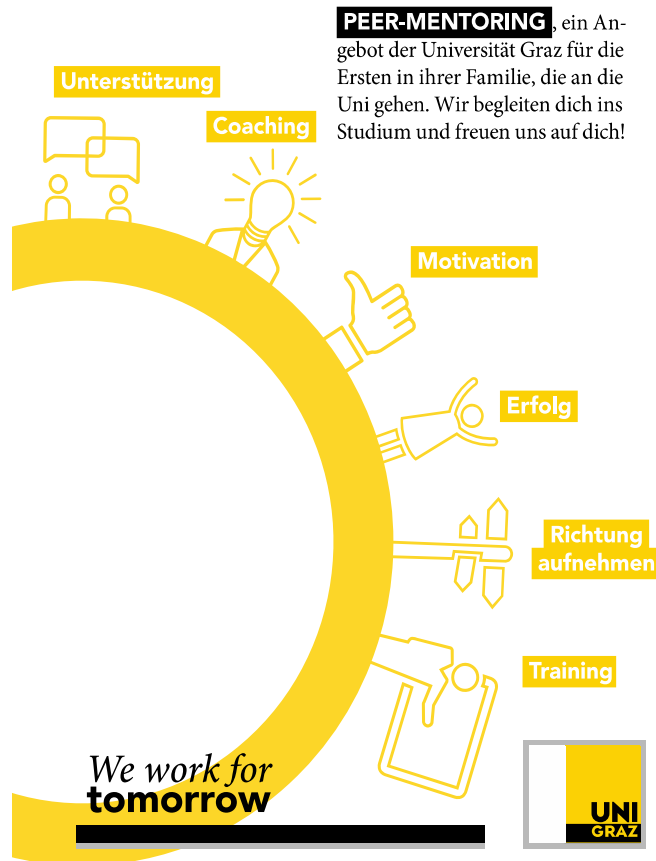 PEER-MENTORING, ein An-
gebot der Universität Graz für die
Ersten in ihrer Familie, die an die
Uni gehen. Wir begleiten dich ins
Studium und freuen uns auf dich!
Unterstützung
Coaching
Motivation
Erfolg
Richtung
aufnehmen
Training
We work for
tomorrow
UNI
GRAZ